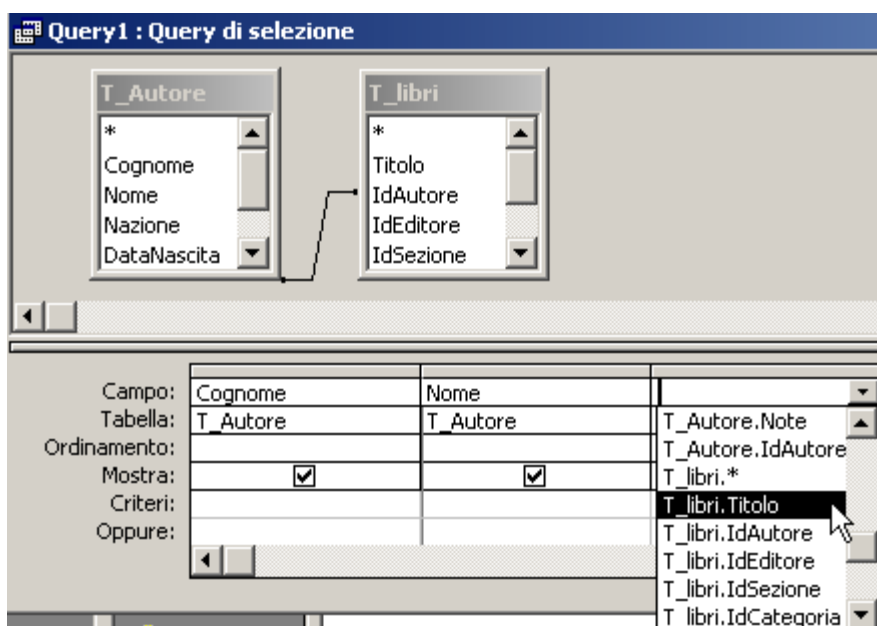 Query1 : Query di selezione
T_Autore
*
Cognome
Nome
Nazione
DataNascita
T_libri
*
Titolo
IdAutore
IdEditore
IdSezione
Campo: Cognome Nome
Tabella: T_Autore T_Autore
Ordinamento:
Mostra:
Criteri:
Oppure:
T_Autore.Note
T_Autore.IdAutore
T_libri.*
T_libri.Titolo
T_libri.IdAutore
T_libri.IdEditore
T_libri.IdSezione
T_libri.IdCategoria